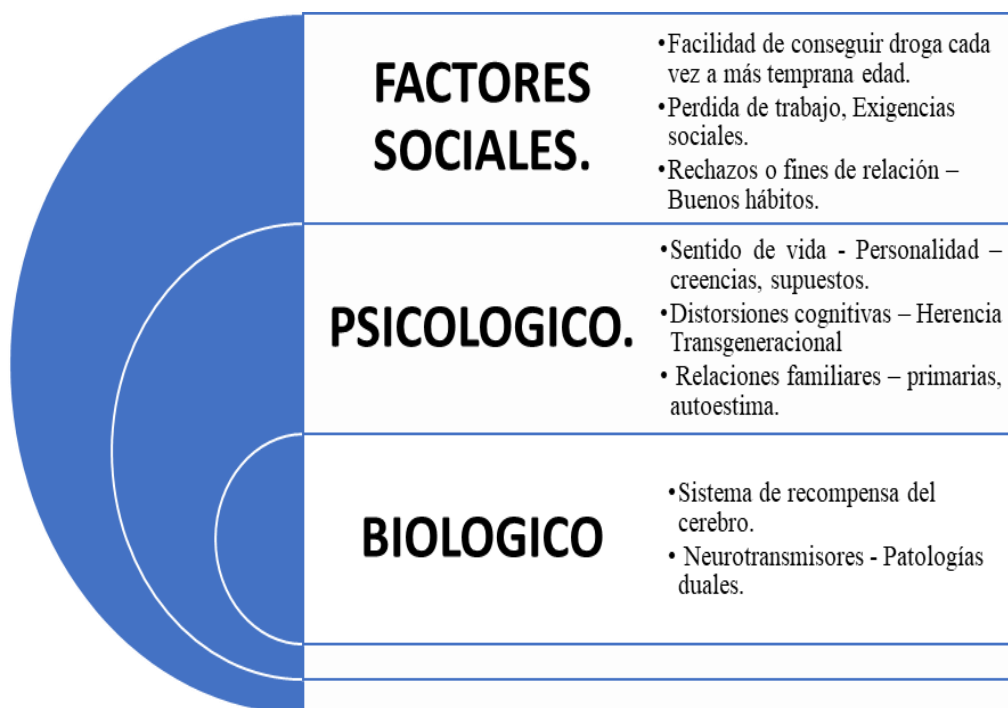 FACTORES
SOCIALES.
•Facilidad de conseguir droga cada
vez a más temprana edad.
•Perdida de trabajo, Exigencias
sociales.
•Rechazos o fines de relación –
Buenos hábitos.
PSICOLOGICO.
•Sentido de vida - Personalidad –
creencias, supuestos.
•Distorsiones cognitivas – Herencia
Transgeneracional
• Relaciones familiares – primarias,
autoestima.
BIOLOGICO
•Sistema de recompensa del
cerebro.
• Neurotransmisores - Patologías
duales.